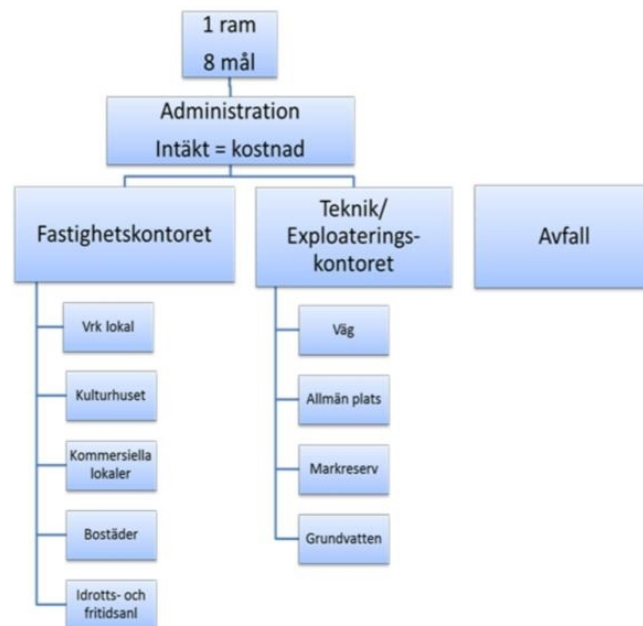 1 ram
8 mål
Administration
Intäkt = kostnad
Fastighetskontoret
Teknik/
Exploaterings-
kontoret
Avfall
Vrk lokal
Kulturhuset
Kommersiella
lokaler
Bostäder
Idrotts- och
fritidsanl
Väg
Allmän plats
Markreserv
Grundvatten